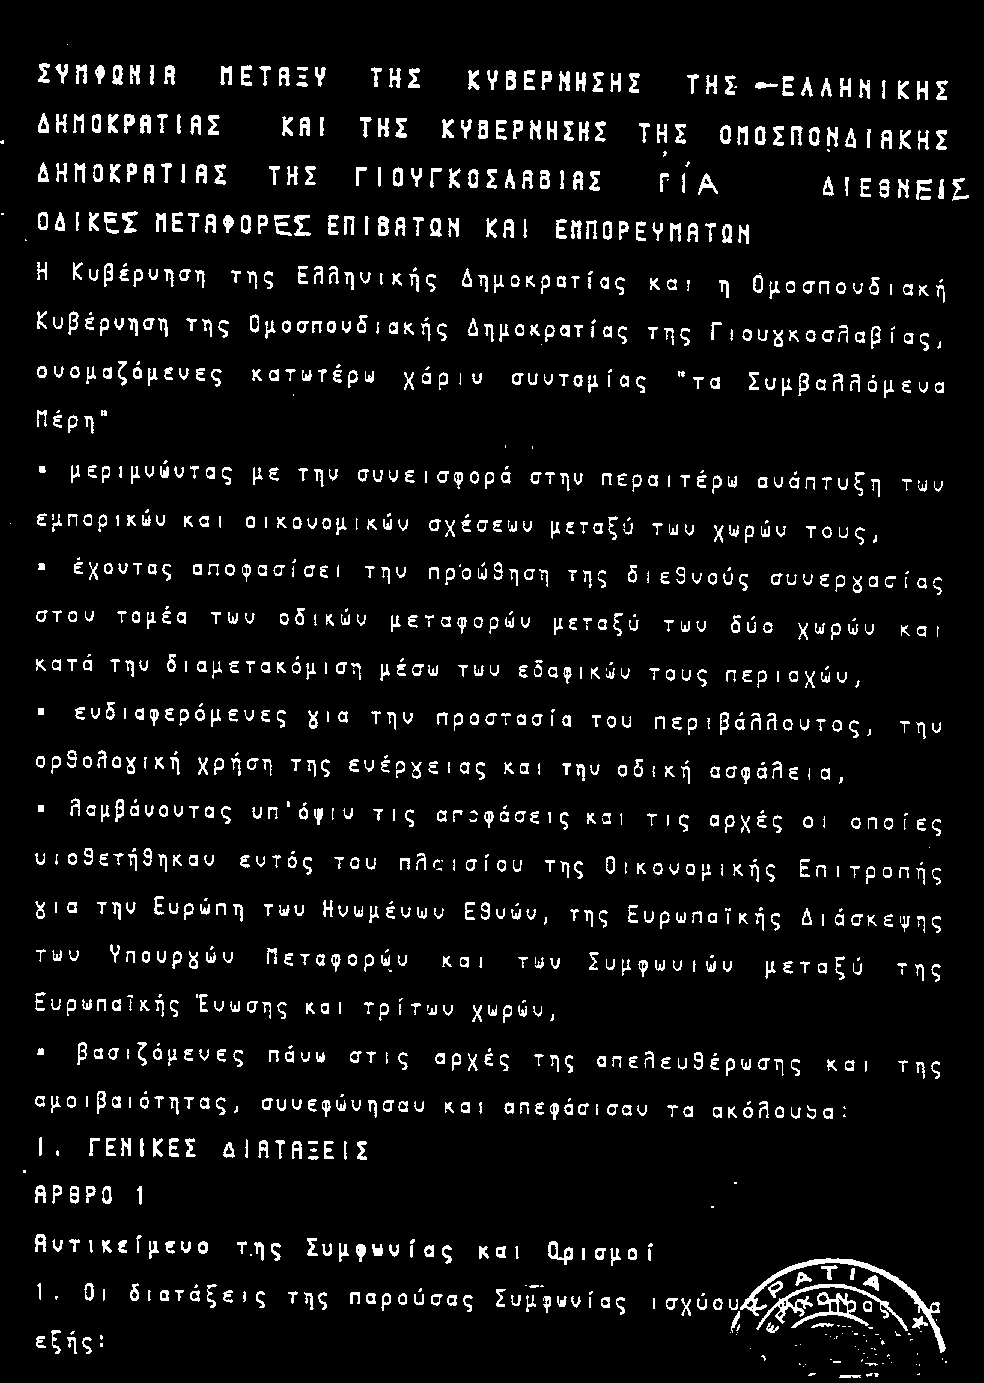 ΣΥΜΦΩΝΙΑ ΜΕΤΑΞΥ ΤΗΣ ΚΥΒΕΡΝΗΣΗΣ ΤΗΣ ΕΛΛΗΝΙΚΗΣ
ΔΗΜΟΚΡΑΤΙΑΣ ΚΑΙ ΤΗΣ ΚΥΒΕΡΝΗΣΗΣ ΤΗΣ ΟΜΟΣΠΟΝΔΙΑΚΗΣ
ΔΗΜΟΚΡΑΤΙΑΣ ΤΗΣ ΓΙΟΥΓΚΟΣΛΑΒΙΑΣ ΓΙΑ ΔΙΕΘΝΕΙΣ
ΟΔΙΚΕΣ ΜΕΤΑΦΟΡΕΣ ΕΠΙΒΑΤΩΝ ΚΑΙ ΕΜΠΟΡΕΥΜΑΤΩΝ
Η Κυβέρνηση της Ελληνικής Δημοκρατίας και η Ομοσπονδιακή
Κυβέρνηση της Ομοσπονδιακής Δημοκρατίας της Γιουγκοσλαβίας,
ονομαζόμενες κατωτέρω χάριν συντομίας "τα Συμβαλλόμενα
Μέρη"
▪ μεριμνώντας με την συνεισφορά στην περαιτέρω ανάπτυξη των
εμπορικών και οικονομικών σχέσεων μεταξύ των χωρών τους,
▪ έχοντας αποφασίσει την προώθηση της διεθνούς συνεργασίας
στον τομέα των οδικών μεταφορών μεταξύ των δύο χωρών και
κατά την διαμετακόμιση μέσω των εδαφικών τους περιοχών,
▪ ενδιαφερόμενες για την προστασία του περιβάλλοντος, την
ορθολογική χρήση της ενέργειας και την οδική ασφάλεια,
▪ λαμβάνοντας υπ'όψιν τις αποφάσεις και τις αρχές οι οποίες
υιοθετήθηκαν εντός του πλαισίου της Οικονομικής Επιτροπής
για την Ευρώπη των Ηνωμένων Εθνών, της Ευρωπαϊκής Διάσκεψης
των Υπουργών Μεταφορών και των Συμφωνιών μεταξύ της
Ευρωπαϊκής Ένωσης και τρίτων χωρών,
▪ βασιζόμενες πάνω στις αρχές της απελευθέρωσης και της
αμοιβαιότητας, συνεφώνησαν και απεφάσισαν τα ακόλουθα:
Ι. ΓΕΝΙΚΕΣ ΔΙΑΤΑΞΕΙΣ
ΑΡΘΡΟ 1
Αντικείμενο της Συμφωνίας και Ορισμοί
1. Οι διατάξεις της παρούσας Συμφωνίας ισχύουν ως προς τα
εξής: